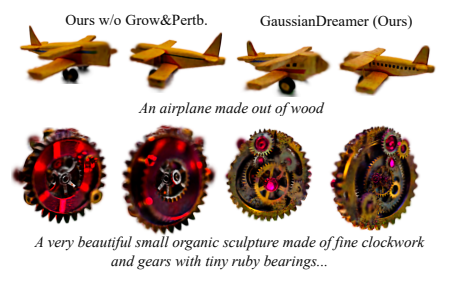 Ours w/o Grow&Pertb.
GaussianDreamer (Ours)
An airplane made out of wood
A very beautiful small organic sculpture made of fine clockwork
and gears with tiny ruby bearings...